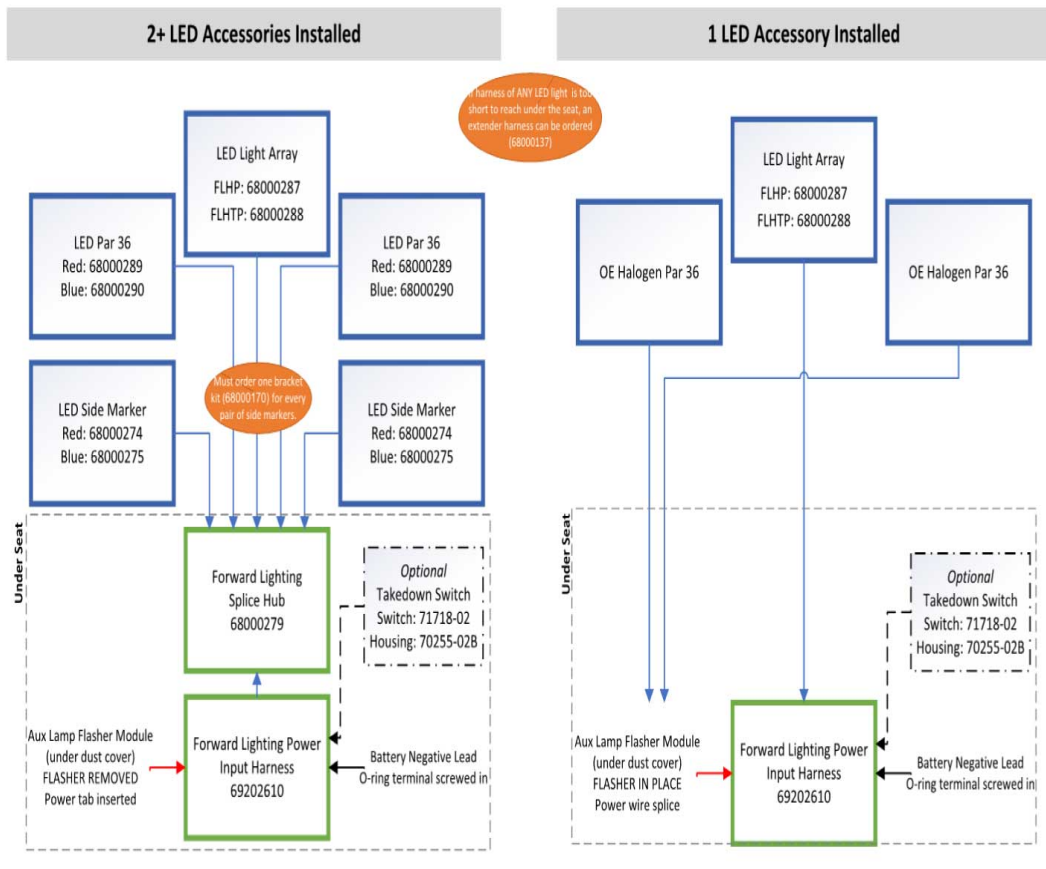 2+ LED Accessories Installed
1 LED Accessory Installed
harness of ANY LED light is too
short to reach under the seat, an
extender harness can be ordered
(68000137)
LED Light Array
FLHP: 68000287
FLHTP: 68000288
LED Par 36
Red: 68000289
Blue: 68000290
LED Par 36
Red: 68000289
Blue: 68000290
Must order one bracket
kit (68000170) for every
pair of side markers.
LED Side Marker
Red: 68000274
Blue: 68000275
LED Side Marker
Red: 68000274
Blue: 68000275
Under Seat
Forward Lighting
Splice Hub
68000279
Optional
Takedown Switch
Switch: 71718-02
Housing: 70255-02B
Aux Lamp Flasher Module
(under dust cover)
FLASHER REMOVED
Power tab inserted
Forward Lighting Power
Input Harness
69202610
Battery Negative Lead
O-ring terminal screwed in
LED Light Array
FLHP: 68000287
FLHTP: 68000288
OE Halogen Par 36
OE Halogen Par 36
Under Seat
Optional
Takedown Switch
Switch: 71718-02
Housing: 70255-02B
Aux Lamp Flasher Module
(under dust cover)
FLASHER IN PLACE
Power wire splice
Forward Lighting Power
Input Harness
69202610
Battery Negative Lead
O-ring terminal screwed in